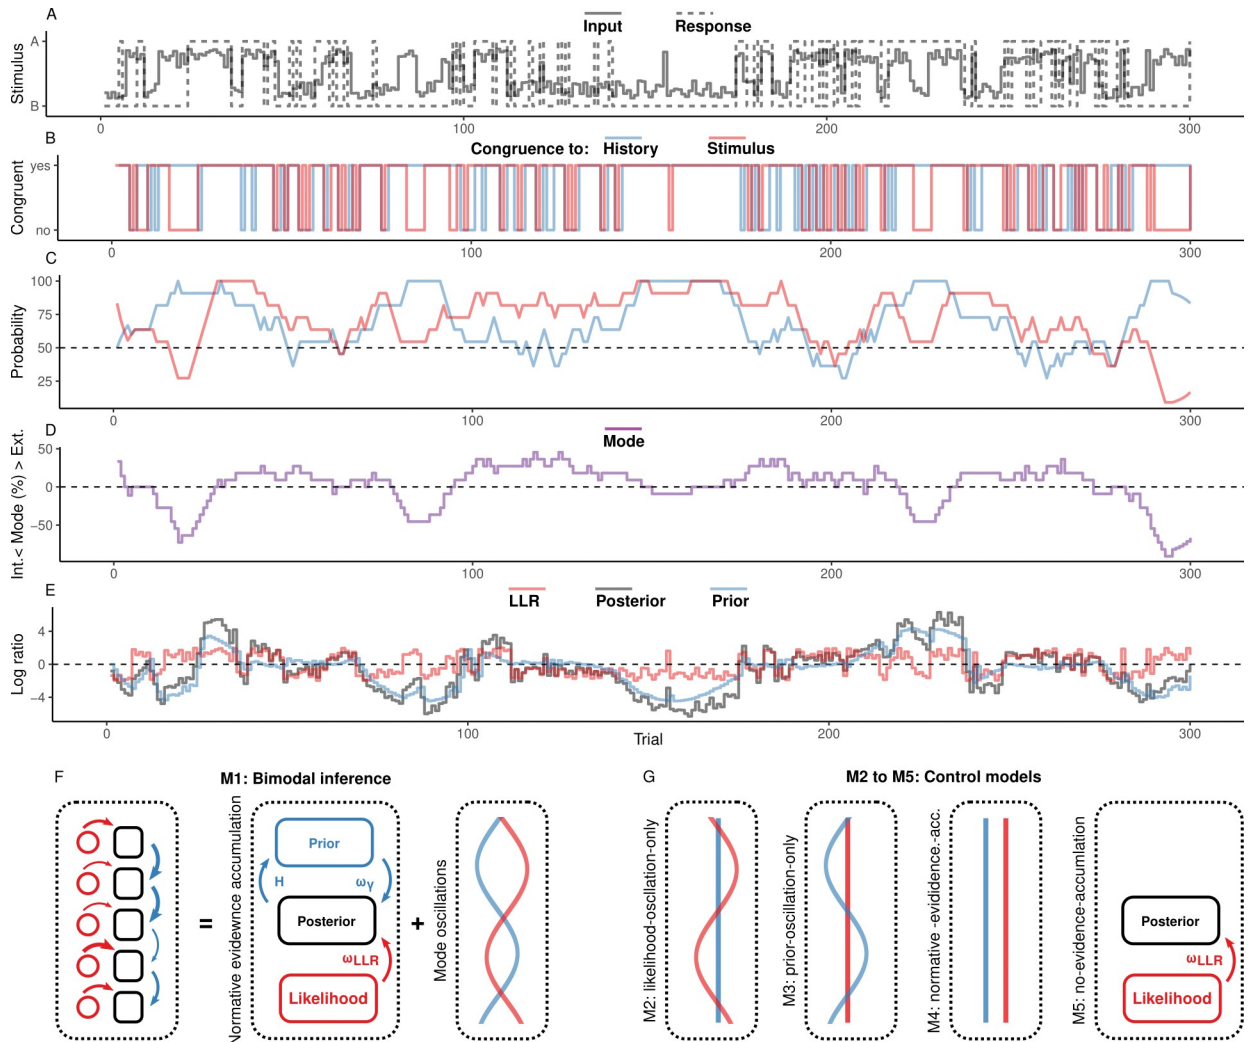 A
Input Response
Stimulus
A
B
0 100 200 300
B
Congruence to: History Stimulus
Congruent
yes
no
0 100 200 300
C
Probability
100
75
50
25
0 100 200 300
D
Mode
Int.< Mode (%) > Ext.
50
0
−50
0 100 200 300
E
LLR Posterior Prior
Log ratio
4
0
−4
0 100 200 300
Trial
F
M1: Bimodal inference
=
Normative evidewnce accumulation
Prior
H
ωγ
Posterior
ωLLR
Likelihood
+
Mode oscillations
G
M2 to M5: Control models
M2: likelihood-oscllation-only
M3: prior-oscillation-only
M4: normative -evididence.-acc.
M5: no-evidence-accumlation
Posterior
ωLLR
Likelihood